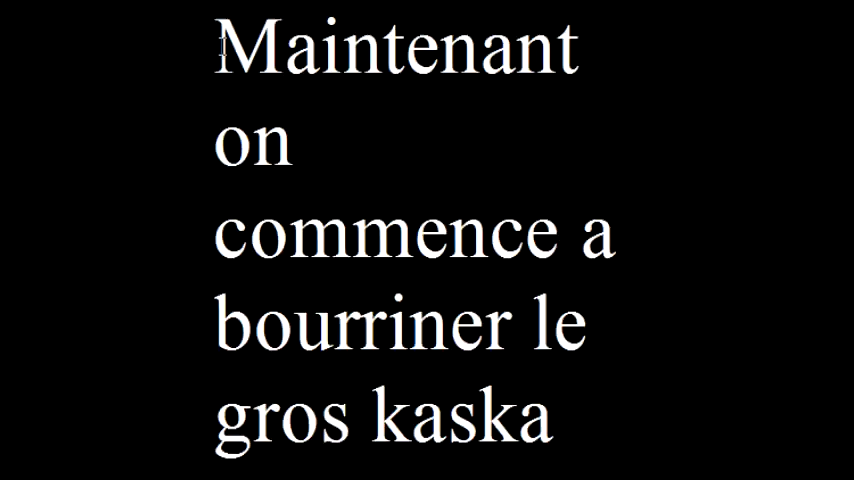 Maintenant
on
commence a
bourriner le
gros kaska